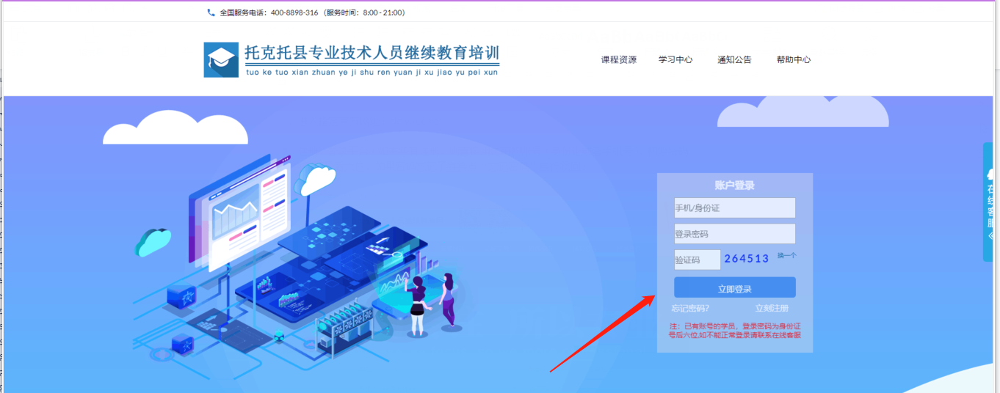 全国服务电话：400-8898-316（服务时间：8:00 - 21:00）
托克托县专业技术人员继续教育培训
tuo ke tuo xian zhuan ye ji shu ren yuan ji xu jiao yu pei xun
课程资源 学习中心 通知公告 帮助中心
账户登录
手机/身份证
登录密码
验证码 264513 换一个
立即登录
忘记密码? 立刻注册
注：已有账号的学员，登录密码为身份证
号后六位,如不能正常登录请联系在线客服
在线客服